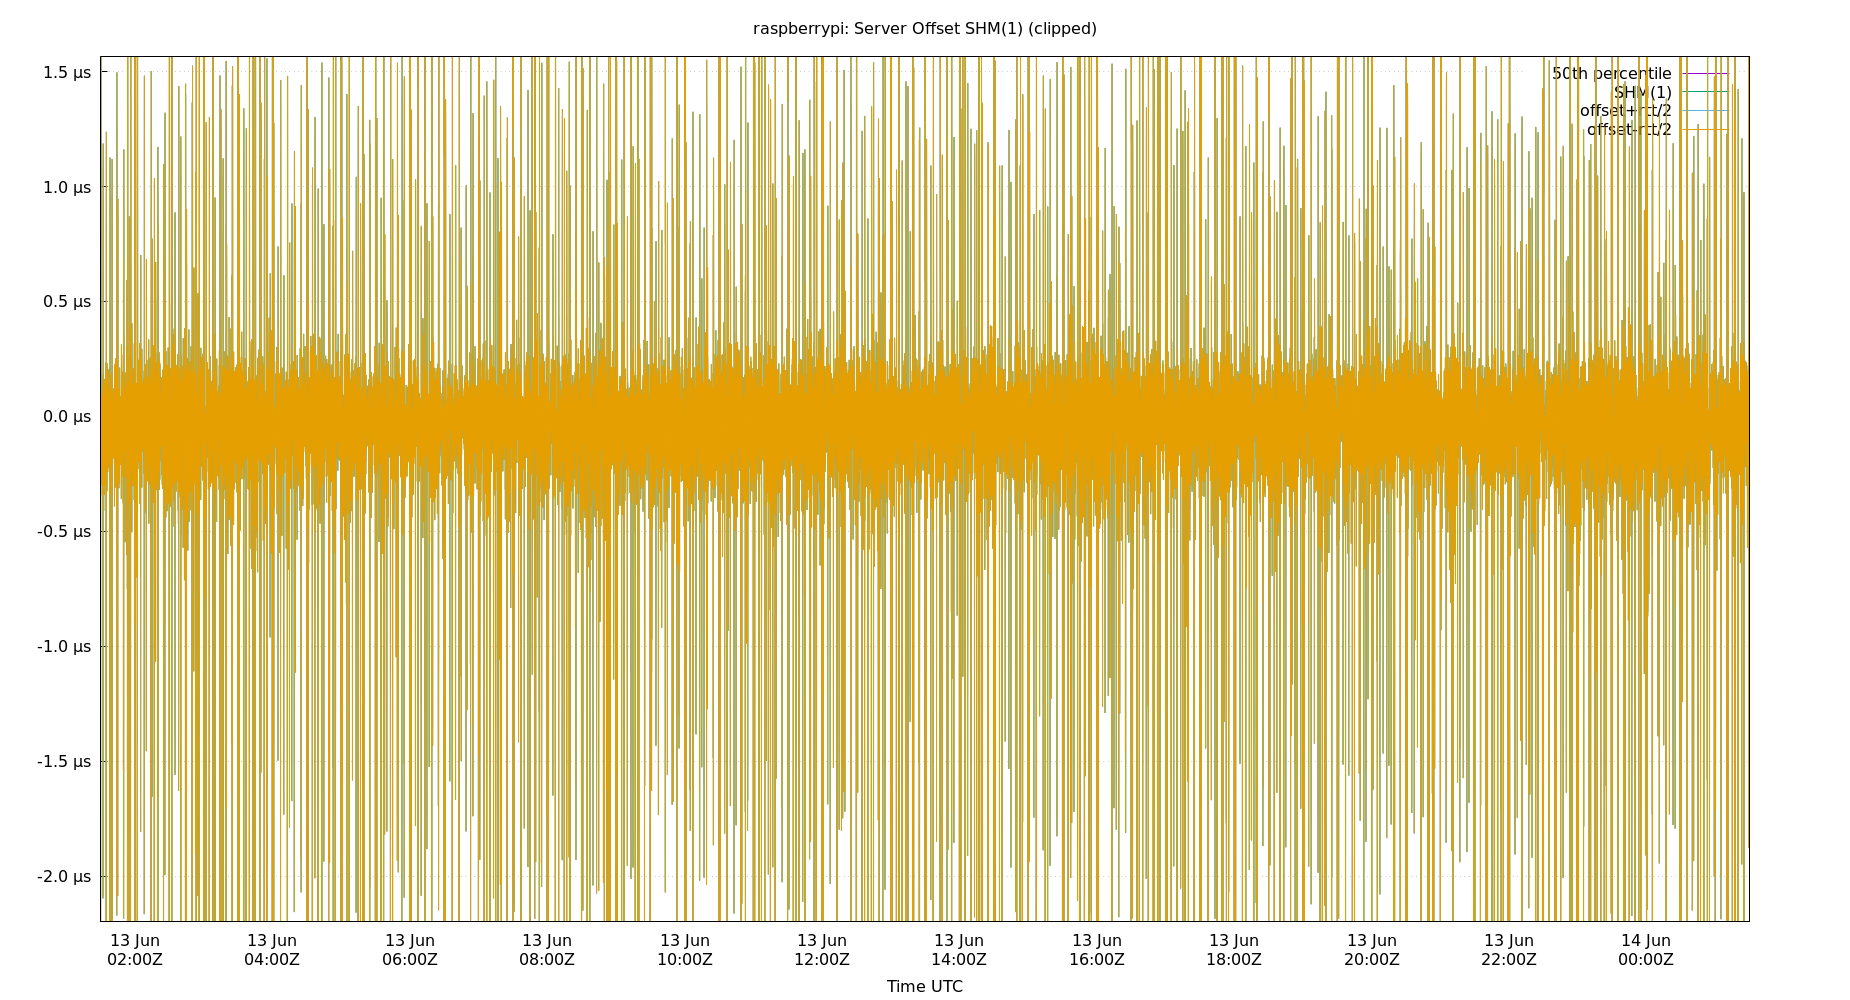 raspberrypi: Server Offset SHM(1) (clipped)
1.5 µs
1.0 µs
0.5 µs
0.0 µs
-0.5 µs
-1.0 µs
-1.5 µs
-2.0 µs
50th percentile
SHM(1)
offset+rtt/2
offset-rtt/2
13 Jun 13 Jun 13 Jun 13 Jun 13 Jun 13 Jun 13 Jun 13 Jun 13 Jun 13 Jun 13 Jun 14 Jun
02:00Z 04:00Z 06:00Z 08:00Z 10:00Z 12:00Z 14:00Z 16:00Z 18:00Z 20:00Z 22:00Z 00:00Z
Time UTC